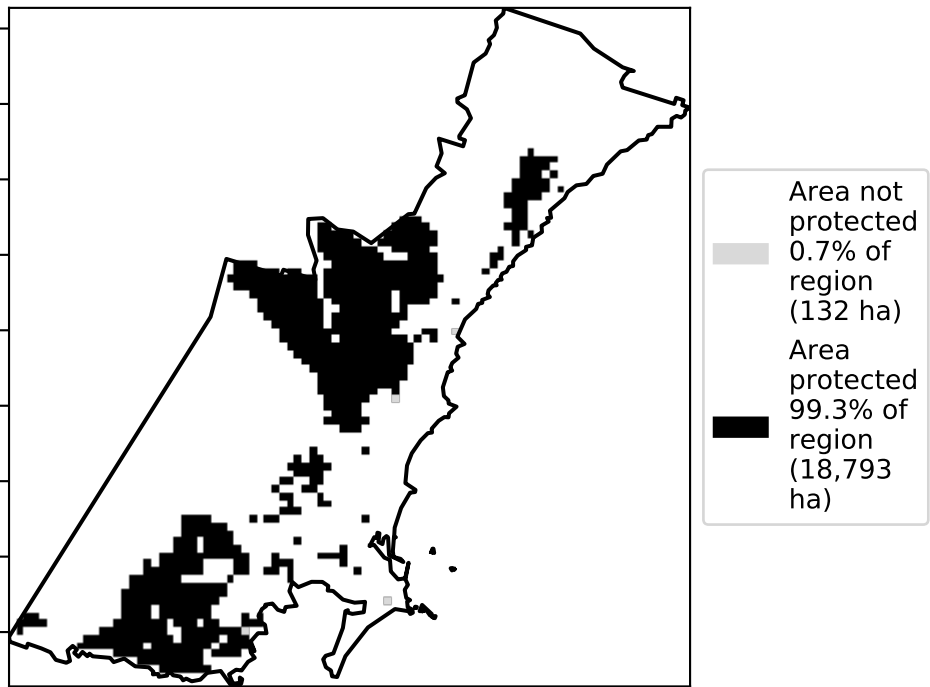 Area not
protected
0.7% of
region
(132 ha)
Area
protected
99.3% of
region
(18,793
ha)